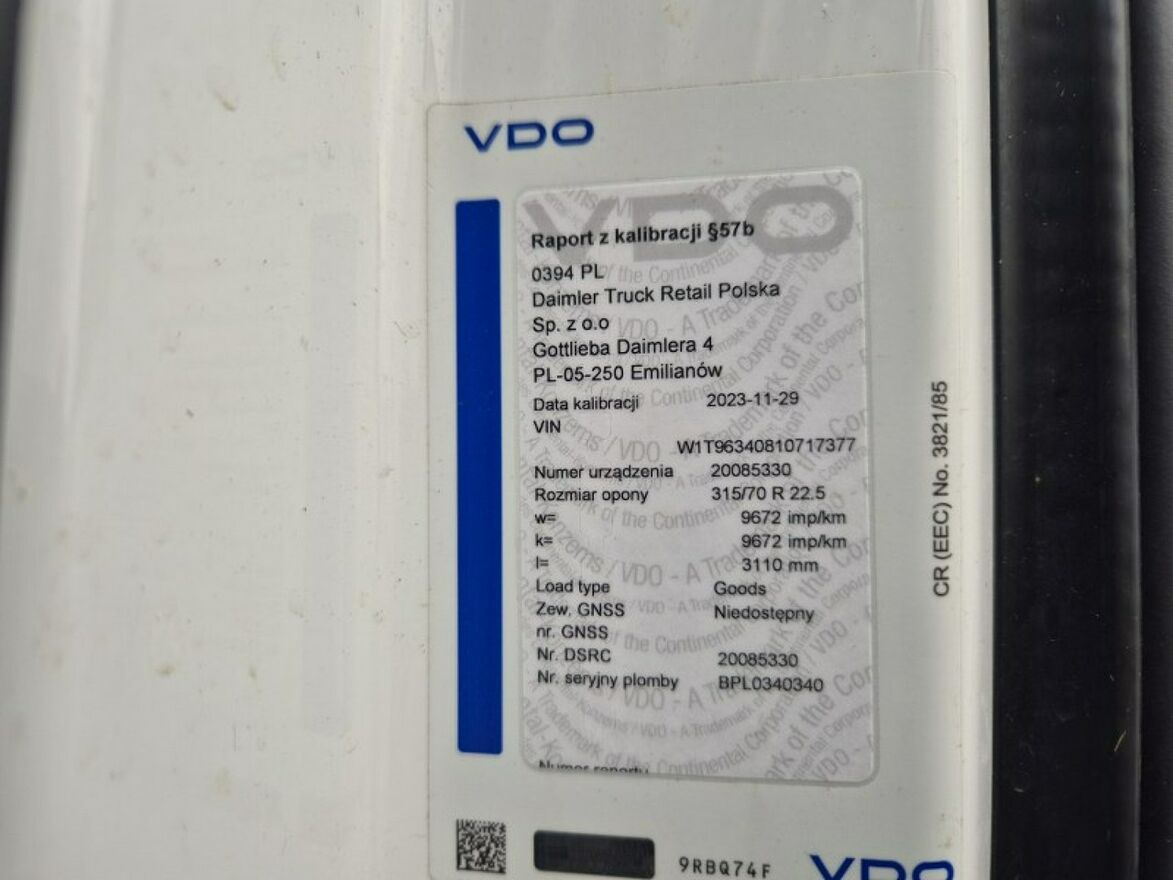 VDO
Raport z kalibracji §57b
0394 PL
Daimler Truck Retail Polska
Sp. z o.o
Gottlieba Daimlera 4
PL-05-250 Emilianów
Data kalibracji 2023-11-29
VIN
W1T96340810717377
Numer urządzenia 20085330
Rozmiar opony 315/70 R 22.5
w= 9672 imp/km
k= 9672 imp/km
l= 3110 mm
Load type Goods
Zew. GNSS Niedostępny
nr. GNSS
Nr. DSRC 20085330
Nr. seryjny plomby BPL0340340
Numer raportu
9RBQ74F
VDO
CR (EEC) No. 3821/85